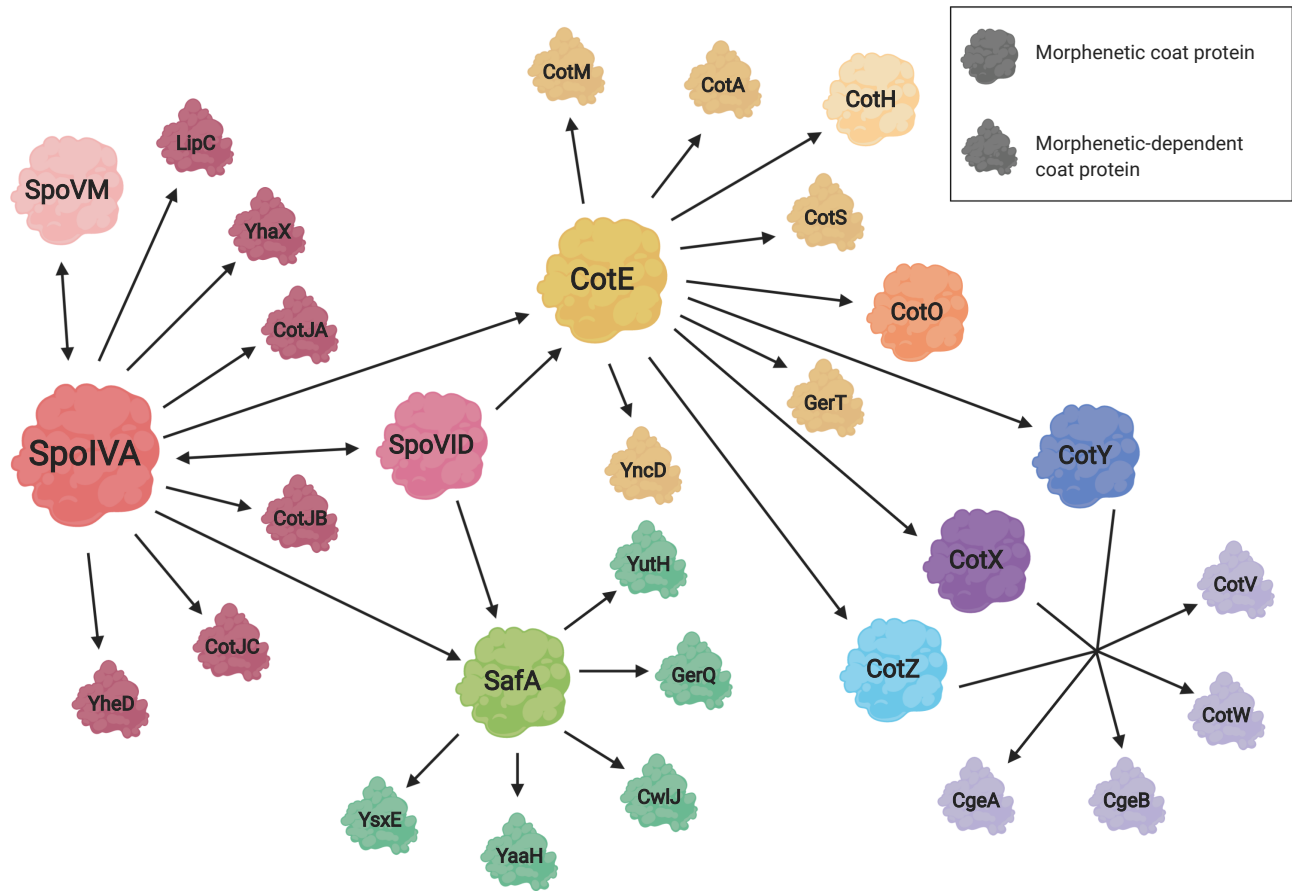 CotM
CotA
CotH
Morphenetic coat protein
Morphenetic-dependent
coat protein
LipC
SpoVM
YhaX
CotS
CotE
CotO
CotJA
GerT
SpoIVA
SpoVID
CotY
YncD
CotJB
CotX
YutH
CotV
CotJC
SafA
GerQ
CotZ
YheD
CotW
CwlJ
CgeA
CgeB
YsxE
YaaH